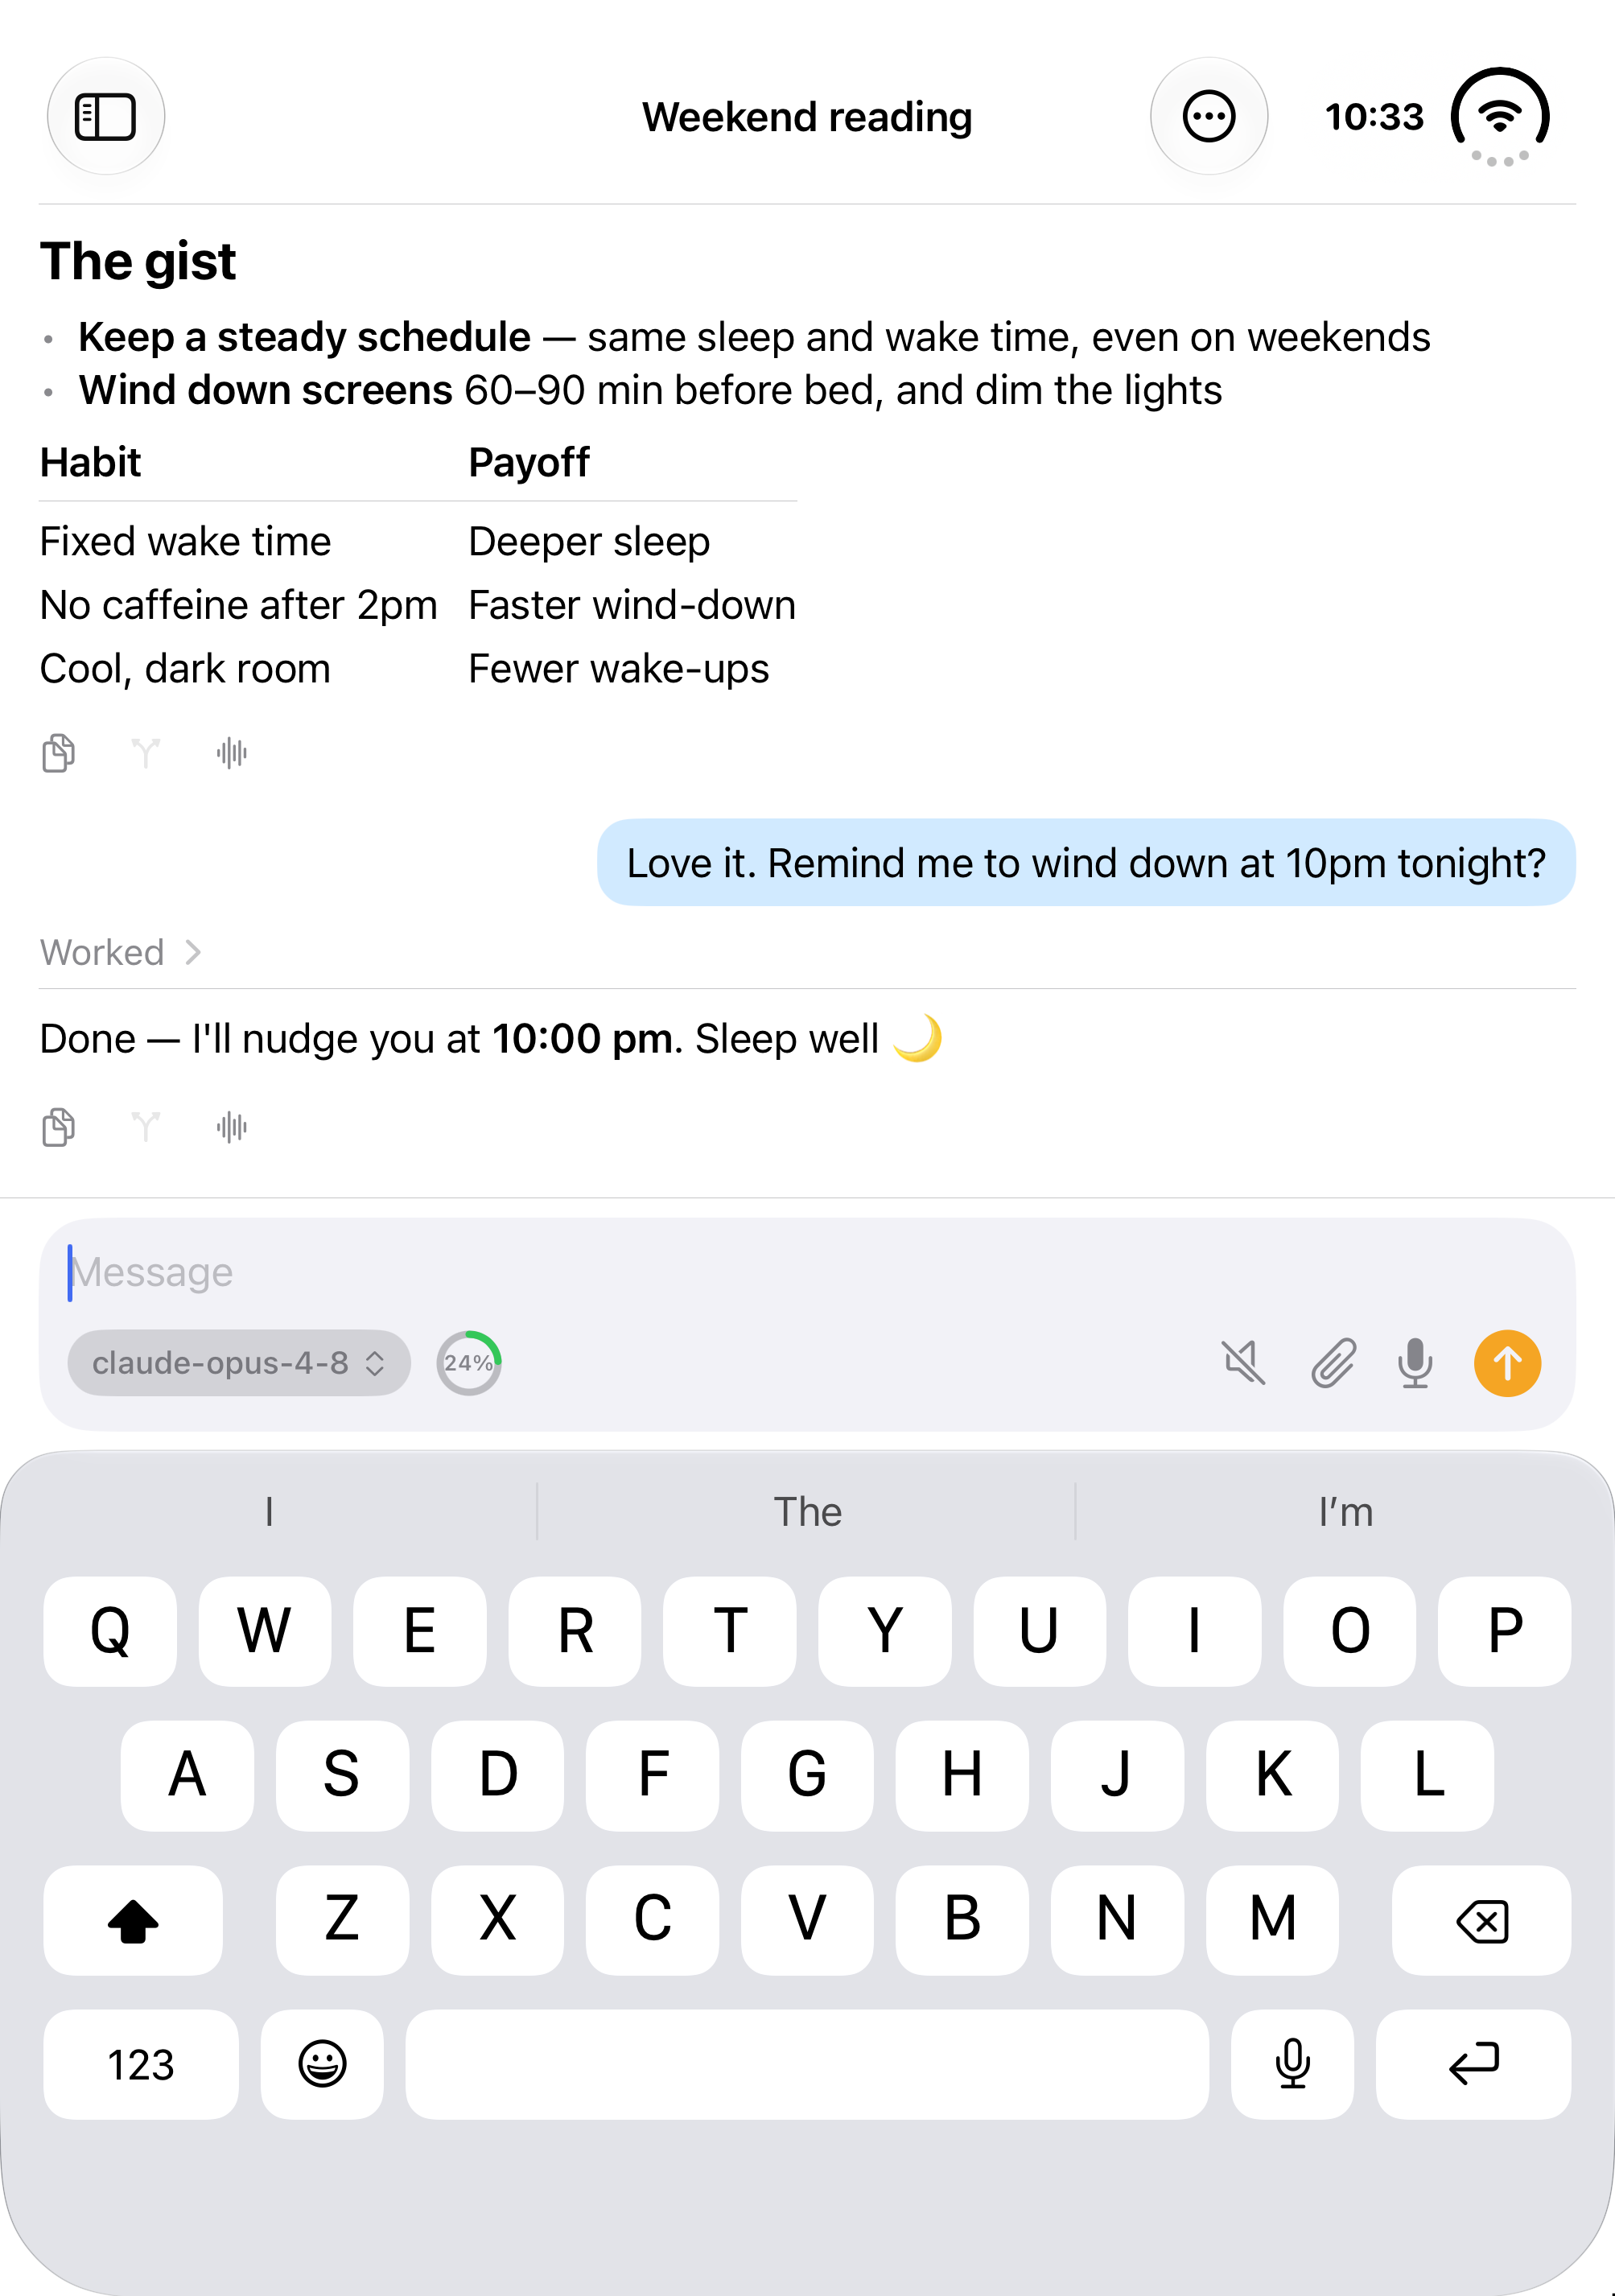 Weekend reading
10:33
The gist
• Keep a steady schedule — same sleep and wake time, even on weekends
• Wind down screens 60–90 min before bed, and dim the lights
Habit Payoff
Fixed wake time Deeper sleep
No caffeine after 2pm Faster wind-down
Cool, dark room Fewer wake-ups
Love it. Remind me to wind down at 10pm tonight?
Worked
Done — I'll nudge you at 10:00 pm. Sleep well 🌙
Message
claude-opus-4-8 24%
I The I’m
Q W E R T Y U I O P
A S D F G H J K L
Z X C V B N M
123